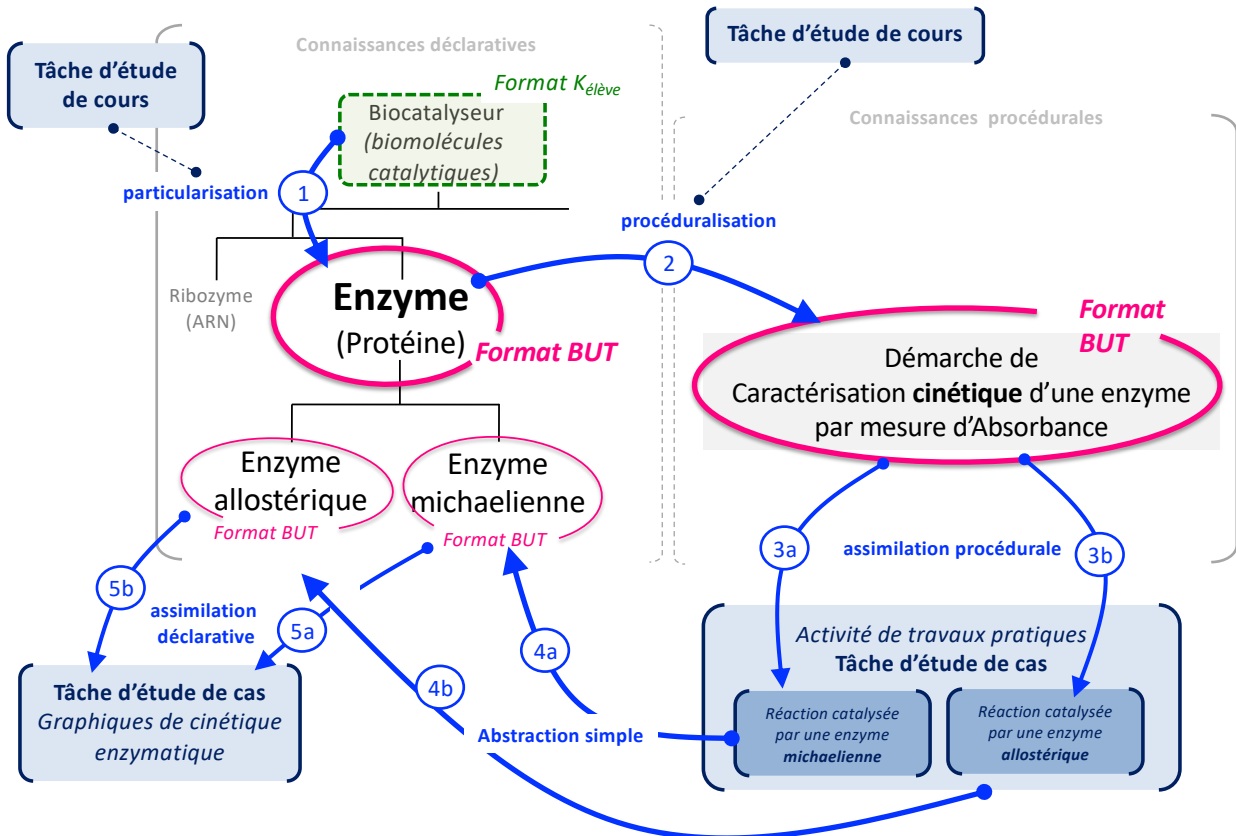 Connaissances déclaratives
Tâche d’étude
de cours
Tâche d’étude de cours
Format Kélève
Biocatalyseur
(biomolécules
catalytiques)
Connaissances procédurales
particularisation
1
procéduralisation
2
Ribozyme
(ARN)
Enzyme
(Protéine)
Format BUT
Format
BUT
Démarche de
Caractérisation cinétique d’une enzyme
par mesure d’Absorbance
Enzyme
allostérique
Format BUT
Enzyme
michaelienne
Format BUT
3a
assimilation procédurale
3b
5b
assimilation
déclarative
5a
4a
4b
Activité de travaux pratiques
Tâche d’étude de cas
Réaction catalysée
par une enzyme
michaelienne
Réaction catalysée
par une enzyme
allostérique
Tâche d’étude de cas
Graphiques de cinétique
enzymatique
Abstraction simple